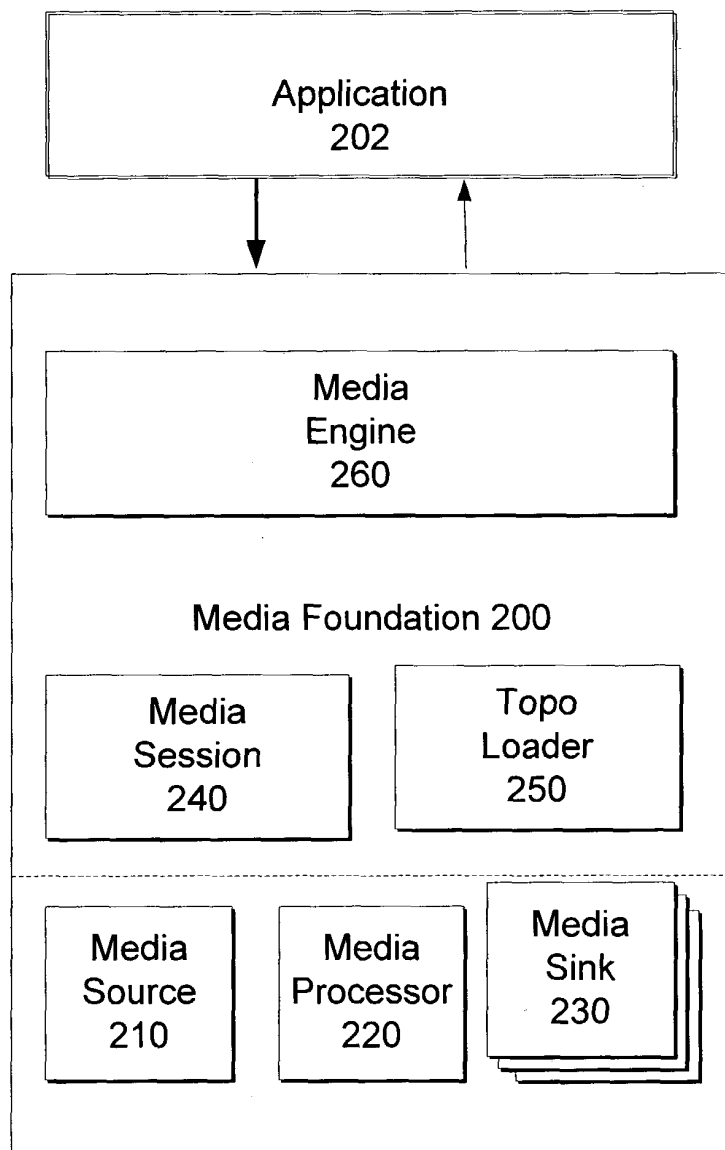 Application
202
Media
Engine
260
Media Foundation 200
Media
Session
240
Topo
Loader
250
Media
Source
210
Media
Processor
220
Media
Sink
230